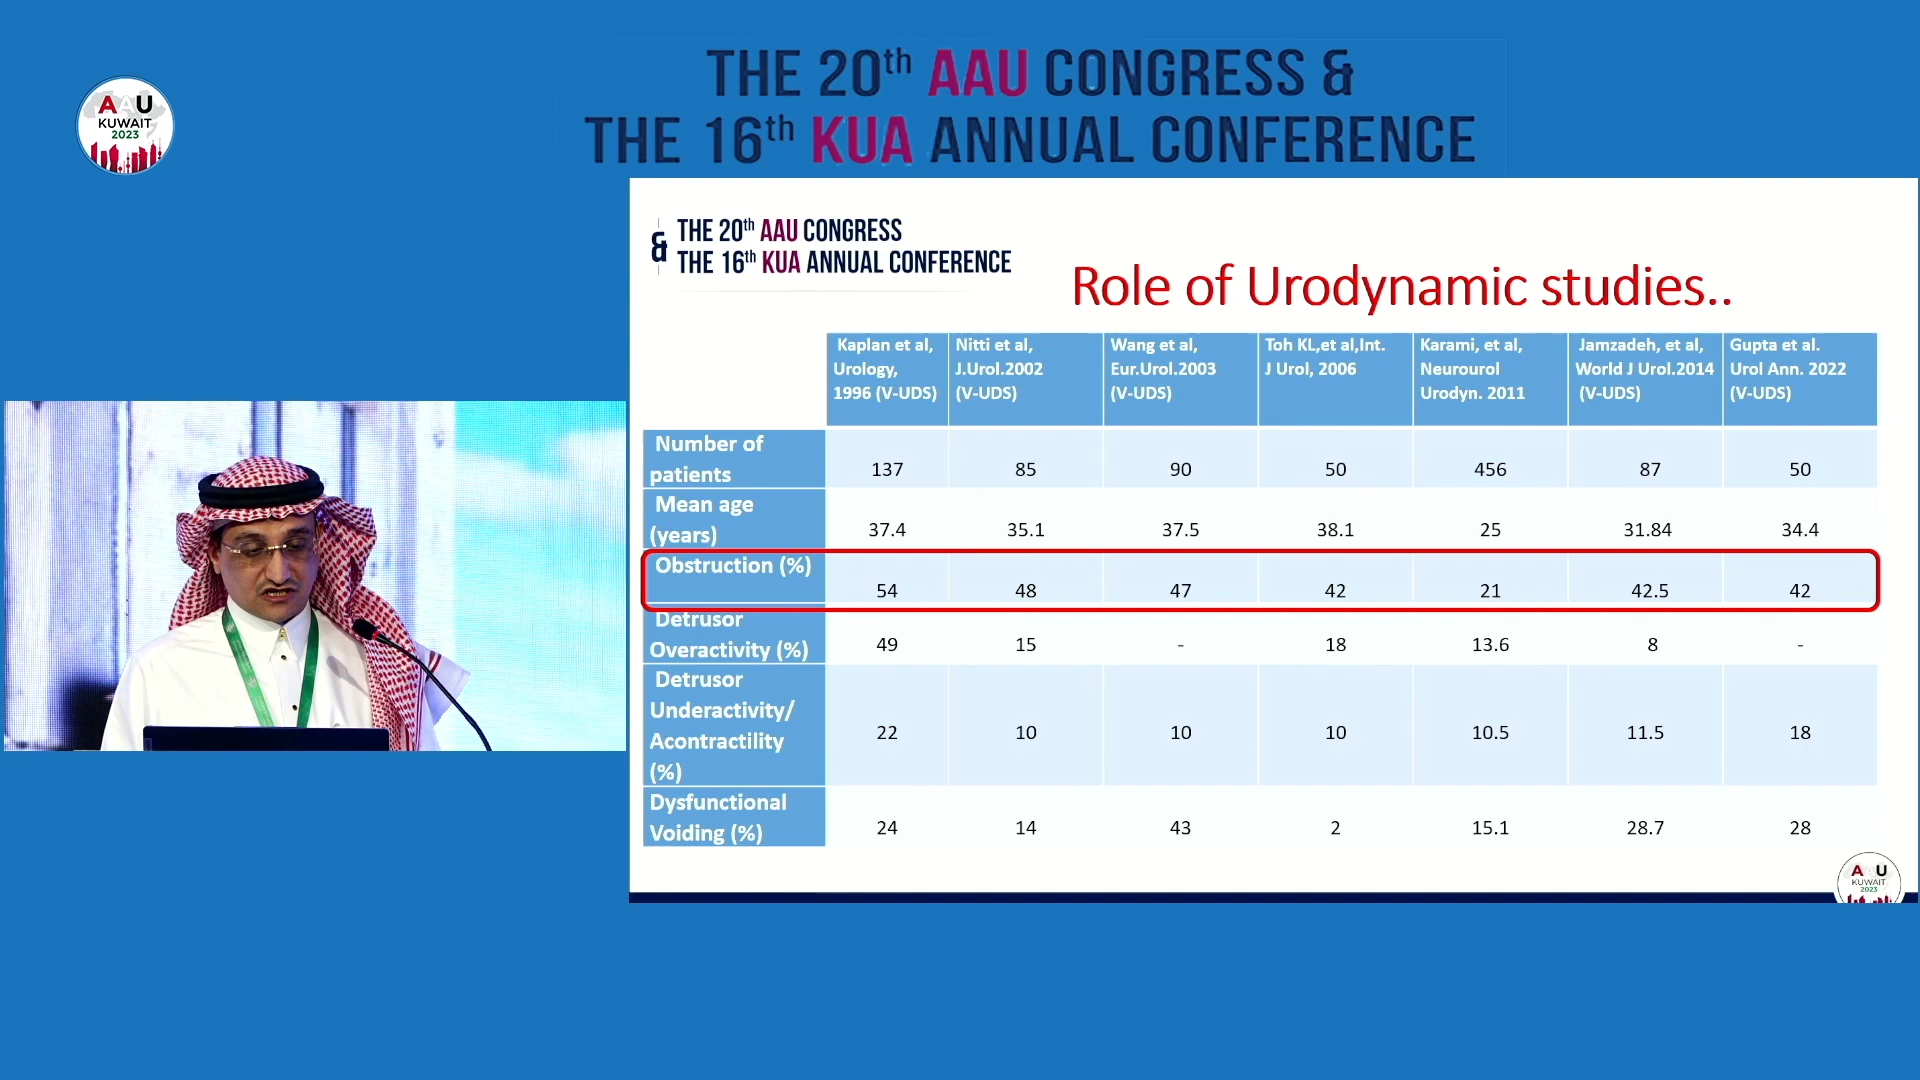 THE 20th AAU CONGRESS &
THE 16th KUA ANNUAL CONFERENCE
AAU
KUWAIT
2023
& THE 20th AAU CONGRESS
THE 16th KUA ANNUAL CONFERENCE
Role of Urodynamic studies..
Kaplan et al, Nitti et al, Wang et al, Toh KL,et al,Int. Karami, et al, Jamzadeh, et al, Gupta et al.
Urology, J.Urol.2002 Eur.Urol.2003 J Urol, 2006 Neurourol World J Urol.2014 Urol Ann. 2022
1996 (V-UDS) (V-UDS) (V-UDS) Urodyn. 2011 (V-UDS) (V-UDS)
Number of
patients 137 85 90 50 456 87 50
Mean age
(years) 37.4 35.1 37.5 38.1 25 31.84 34.4
Obstruction (%)
54 48 47 42 21 42.5 42
Detrusor
Overactivity (%) 49 15 - 18 13.6 8 -
Detrusor
Underactivity/
Acontractility 22 10 10 10 10.5 11.5 18
(%)
Dysfunctional
Voiding (%) 24 14 43 2 15.1 28.7 28
A U
KUWAIT
2023